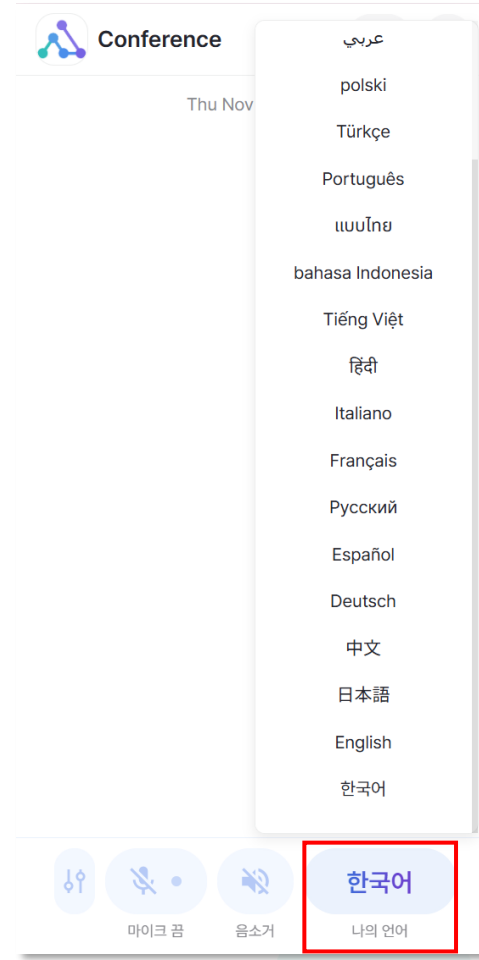 Conference
Thu Nov
عربي
polski
Türkçe
Português
แบบไทย
bahasa Indonesia
Tiếng Việt
हिंदी
Italiano
Français
Русский
Español
Deutsch
中文
日本語
English
한국어
한국어
마이크 끔
음소거
나의 언어